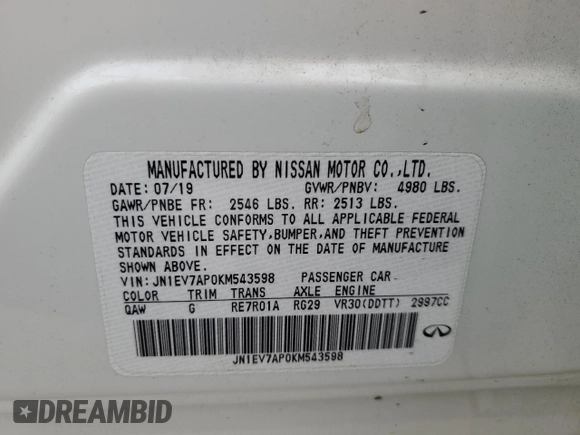 MANUFACTURED BY NISSAN MOTOR CO.,LTD.
DATE: 07/19 GVWR/PNBV: 4980 LBS.
GAWR/PNBE FR: 2546 LBS. RR: 2513 LBS.
THIS VEHICLE CONFORMS TO ALL APPLICABLE FEDERAL
MOTOR VEHICLE SAFETY,BUMPER,AND THEFT PREVENTION
STANDARDS IN EFFECT ON THE DATE OF MANUFACTURE
SHOWN ABOVE.
VIN: JN1EV7AP0KM543598 PASSENGER CAR
COLOR TRIM TRANS AXLE ENGINE
QAW G RE7R01A RG29 VR30(DDTT) 2997CC
JN1EV7AP0KM543598
DREAMBID